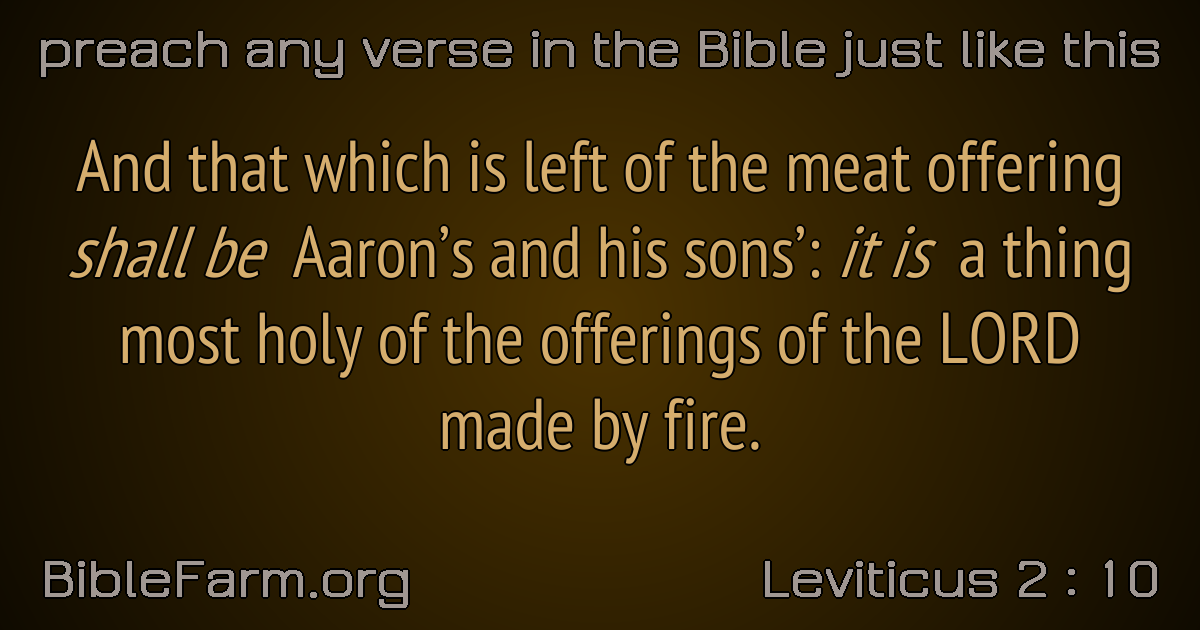 preach any verse in the Bible just like this
And that which is left of the meat offering
shall be Aaron’s and his sons’: it is a thing
most holy of the offerings of the LORD
made by fire.
BibleFarm.org
Leviticus 2 : 10